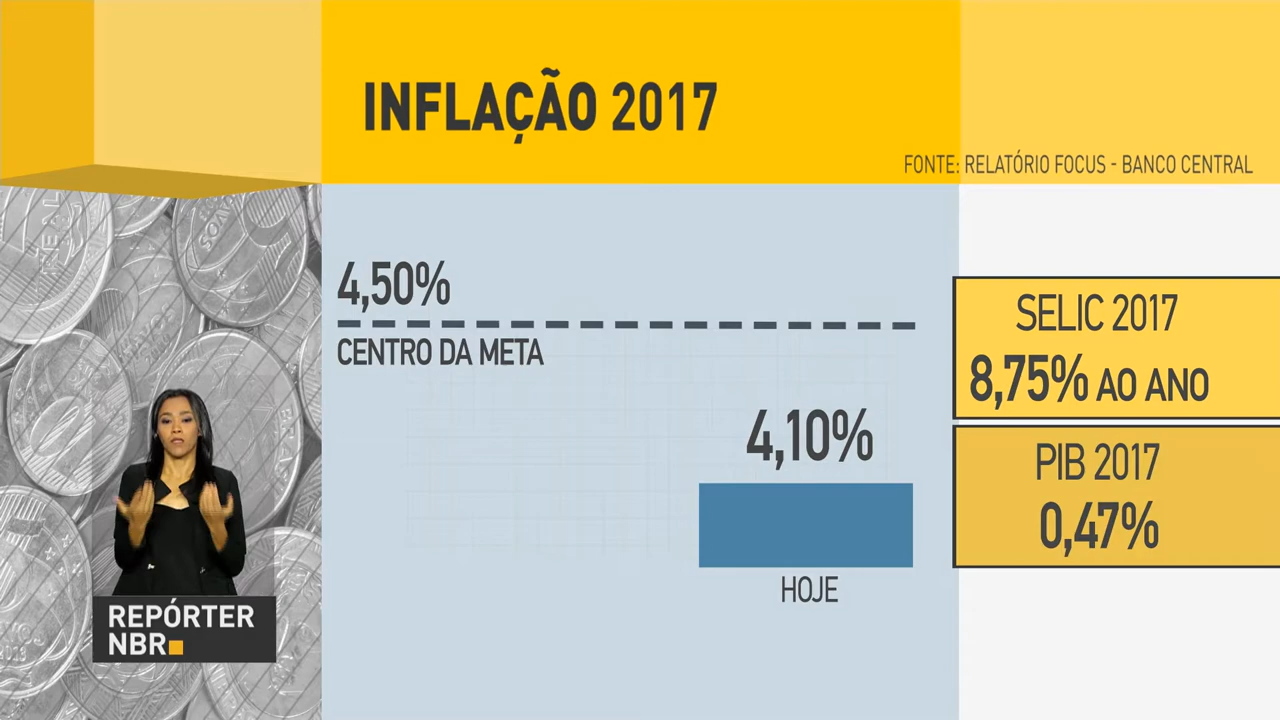 INFLAÇÃO 2017
FONTE: RELATÓRIO FOCUS - BANCO CENTRAL
4,50%
CENTRO DA META
4,10%
HOJE
SELIC 2017
8,75% AO ANO
PIB 2017
0,47%
REPÓRTER
NBR